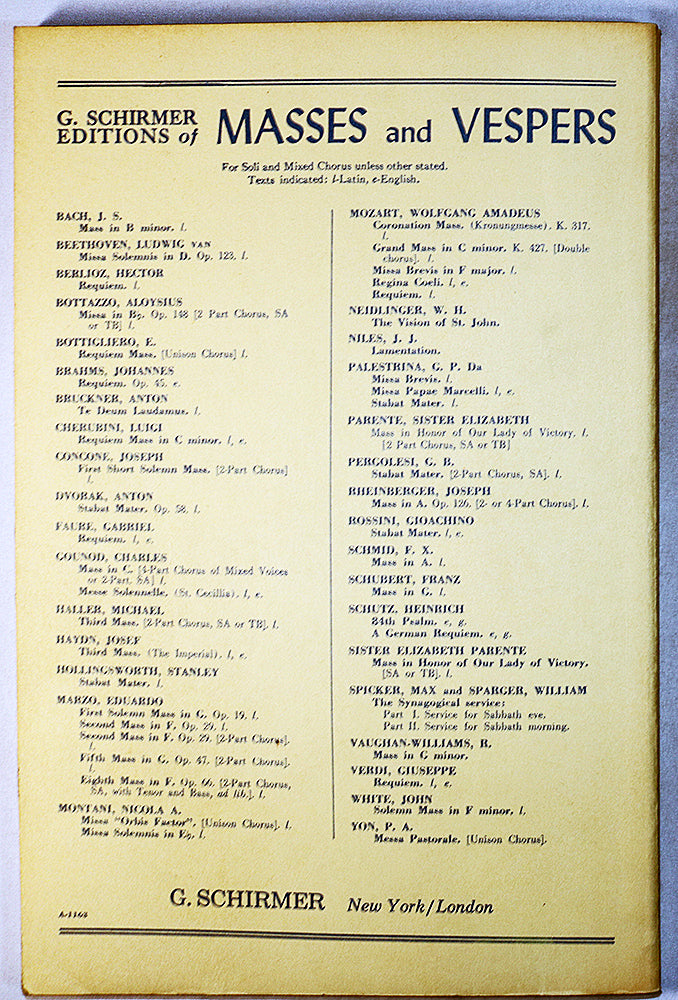 G. SCHIRMER
EDITIONS of MASSES and VESPERS
For Soli and Mixed Chorus unless other stated.
Texts indicated: l-Latin, e-English.
BACH, J. S.
Mass in B minor. l.
BEETHOVEN, LUDWIG VAN
Missa Solemnis in D. Op. 123. l.
BERLIOZ, HECTOR
Requiem. l.
BOTTAZZO, ALOYSIUS
Missa in B♭. Op. 148 [2 Part Chorus, SA
or TB] l.
BOTTIGLIERO, E.
Requiem Mass. [Unison Chorus] l.
BRAHMS, JOHANNES
Requiem. Op. 45. e.
BRUCKNER, ANTON
Te Deum Laudamus. l.
CHERUBINI, LUIGI
Requiem Mass in C minor. l, e.
CONCONE, JOSEPH
First Short Solemn Mass. [2-Part Chorus]
l.
DVORAK, ANTON
Stabat Mater. Op. 58. l.
FAURE, GABRIEL
Requiem. l, e.
GOUNOD, CHARLES
Mass in C. [4-Part Chorus of Mixed Voices
or 2-Part, SA] l.
Messe Solennelle. (St. Cecillia). l, e.
HALLER, MICHAEL
Third Mass. [2-Part Chorus, SA or TB]. l.
HAYDN, JOSEF
Third Mass. (The Imperial). l, e.
HOLLINGSWORTH, STANLEY
Stabat Mater. l.
MARZO, EDUARDO
First Solemn Mass in G. Op. 19. l.
Second Mass in F. Op. 29. l.
Second Mass in F. Op. 29. [2-Part Chorus].
l.
Fifth Mass in G. Op. 47. [2-Part Chorus].
l.
Eighth Mass in F. Op. 66. [2-Part Chorus,
SA, with Tenor and Bass, ad lib.]. l.
MONTANI, NICOLA A.
Missa "Orbis Factor". [Unison Chorus]. l.
Missa Solemnis in E♭. l.
MOZART, WOLFGANG AMADEUS
Coronation Mass. (Kronungmesse). K. 317.
l.
Grand Mass in C minor. K. 427. [Double
chorus]. l.
Missa Brevis in F major. l.
Regina Coeli. l, e.
Requiem. l.
NEIDLINGER, W. H.
The Vision of St. John.
NILES, J. J.
Lamentation.
PALESTRINA, G. P. Da
Missa Brevis. l.
Missa Papae Marcelli. l, e.
Stabat Mater. l.
PARENTE, SISTER ELIZABETH
Mass in Honor of Our Lady of Victory. l.
[2 Part Chorus, SA or TB]
PERGOLESI, G. B.
Stabat Mater. [2-Part Chorus, SA]. l.
RHEINBERGER, JOSEPH
Mass in A. Op. 126. [2- or 4-Part Chorus]. l.
ROSSINI, GIOACHINO
Stabat Mater. l, e.
SCHMID, F. X.
Mass in A. l.
SCHUBERT, FRANZ
Mass in G. l.
SCHUTZ, HEINRICH
84th Psalm. e, g.
A German Requiem. e, g.
SISTER ELIZABETH PARENTE
Mass in Honor of Our Lady of Victory.
[SA or TB]. l.
SPICKER, MAX and SPARGER, WILLIAM
The Synagogical service:
Part I. Service for Sabbath eve.
Part II. Service for Sabbath morning.
VAUGHAN-WILLIAMS, R.
Mass in G minor.
VERDI, GIUSEPPE
Requiem. l, e.
WHITE, JOHN
Solemn Mass in F minor. l.
YON, P. A.
Messa Pastorale. [Unison Chorus].
A-1168
G. SCHIRMER New York/London